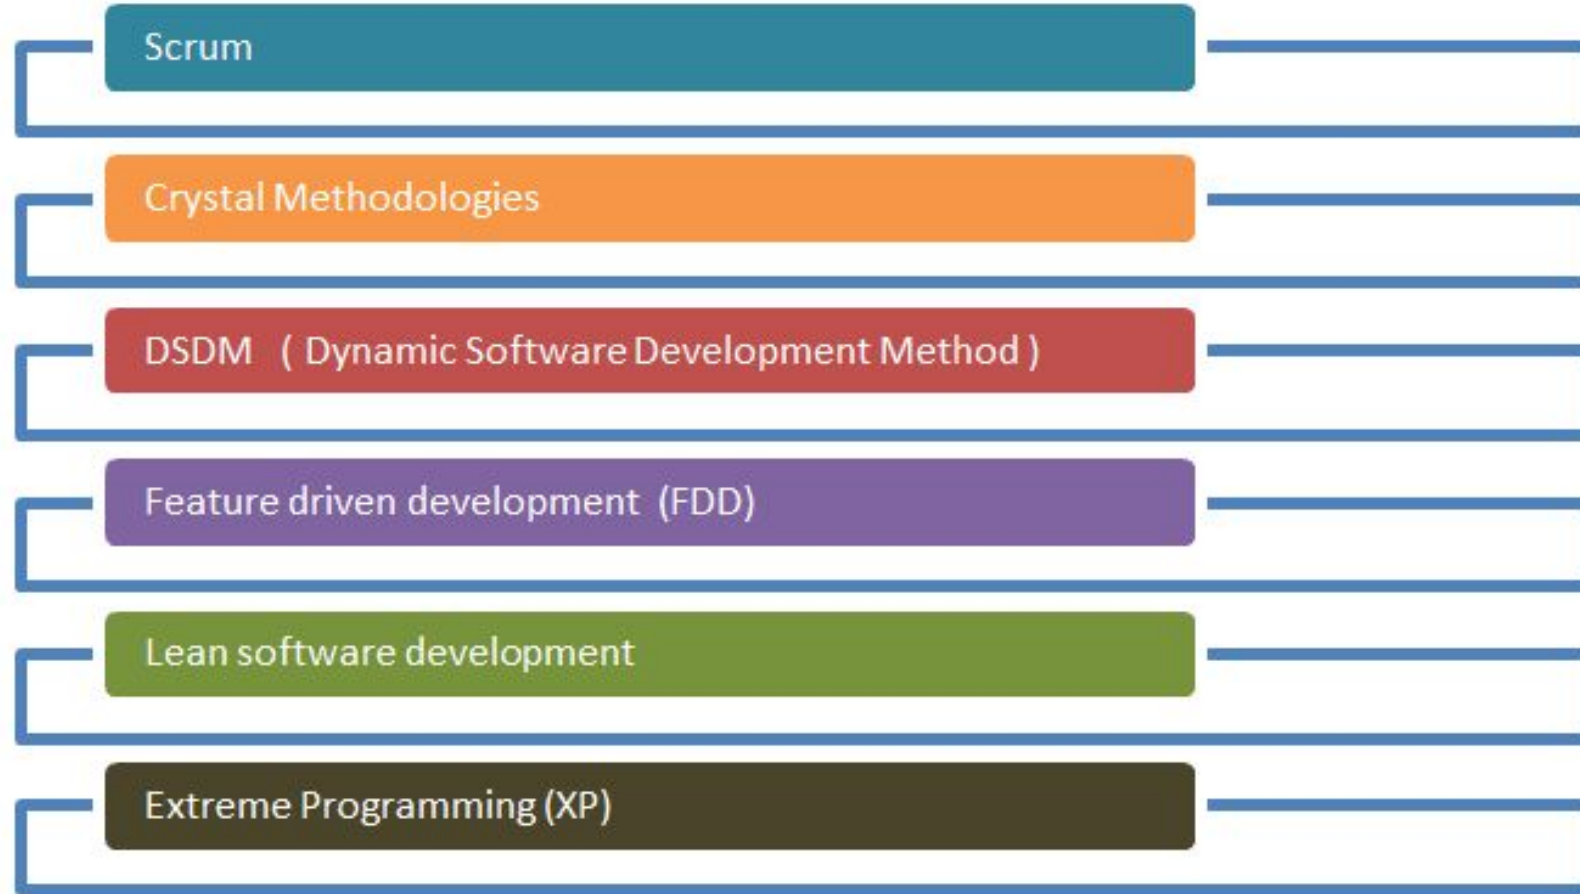 Scrum
Crystal Methodologies
DSDM ( Dynamic Software Development Method )
Feature driven development (FDD)
Lean software development
Extreme Programming (XP)